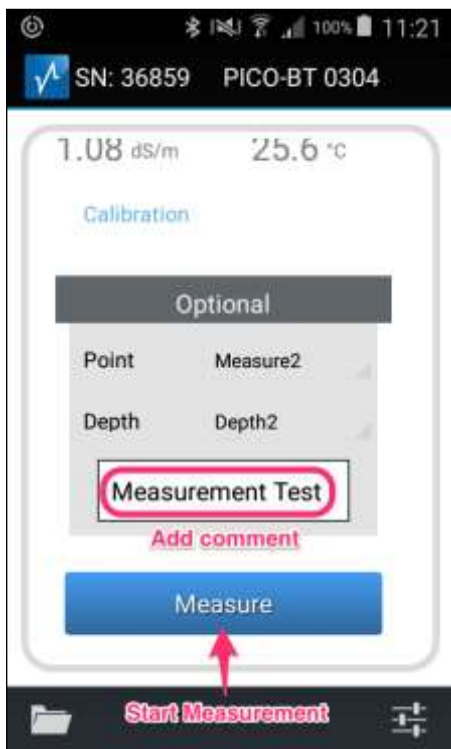 100% 11:21
SN: 36859 PICO-BT 0304
1.08 dS/m 25.6 °C
Calibration
Optional
Point Measure2
Depth Depth2
Measurement Test
Add comment
Measure
Start Measurement